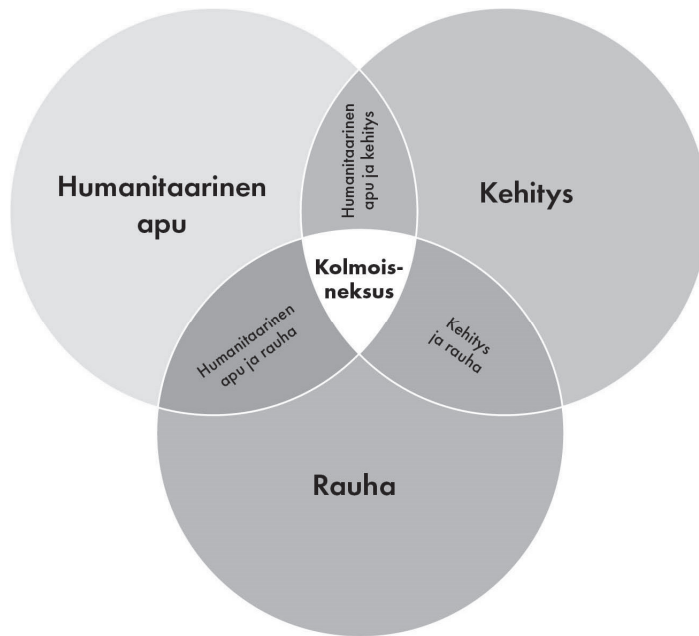 Humanitaarinen
apu ja kehitys
Humanitaarinen
apu
Kehitys
Kolmois-
neksus
Humanitaarinen
apu ja rauha
Kehitys
ja rauha
Rauha